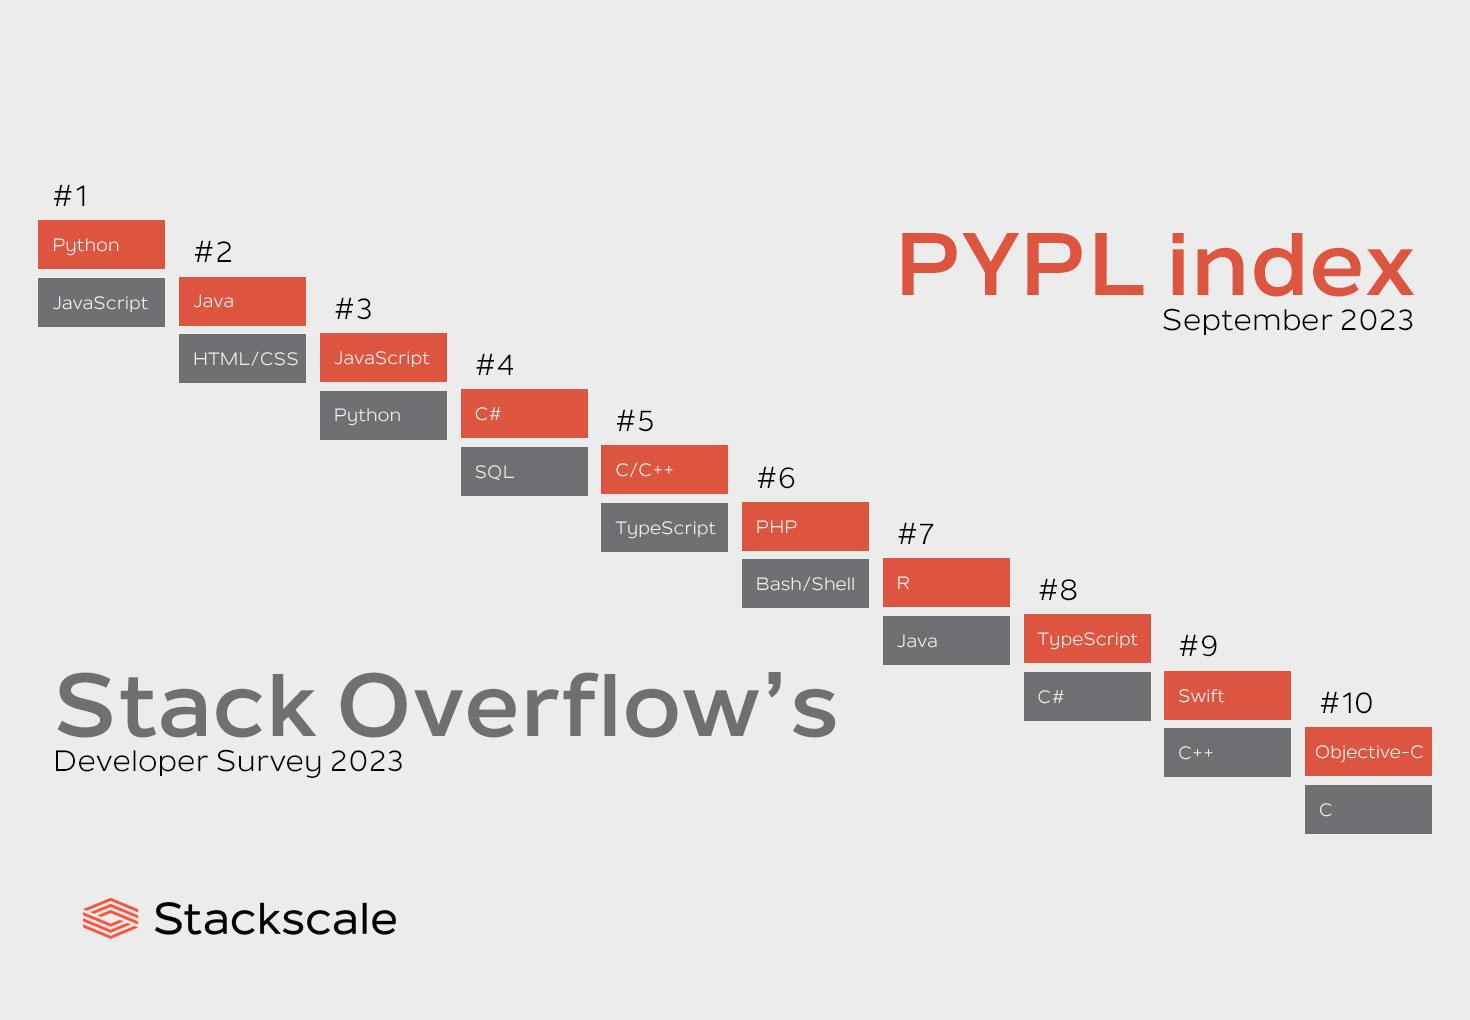 #1
Python
JavaScript
#2
Java
HTML/CSS
#3
JavaScript
Python
#4
C#
SQL
#5
C/C++
TypeScript
#6
PHP
Bash/Shell
#7
R
Java
#8
TypeScript
C#
#9
Swift
C++
#10
Objective-C
C
PYPL index
September 2023
Stack Overflow’s
Developer Survey 2023
Stackscale